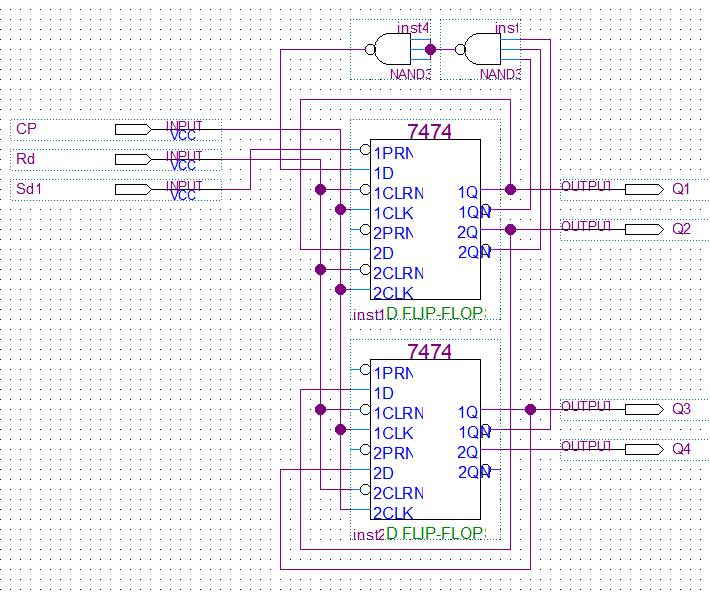 inst4
inst
NAND3
NAND3
CP
INPUT
VCC
Rd
INPUT
VCC
Sd1
INPUT
VCC
7474
1PRN
1D
1CLRN
1CLK
2PRN
2D
2CLRN
2CLK
1Q
1QN
2Q
2QN
inst1
D FLIP-FLOP
OUTPUT
Q1
OUTPUT
Q2
7474
1PRN
1D
1CLRN
1CLK
2PRN
2D
2CLRN
2CLK
1Q
1QN
2Q
2QN
inst2
D FLIP-FLOP
OUTPUT
Q3
OUTPUT
Q4